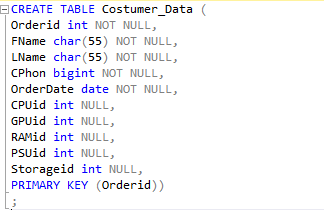 CREATE TABLE Costumer_Data (
Orderid int NOT NULL,
FName char(55) NOT NULL,
LName char(55) NOT NULL,
CPhon bigint NOT NULL,
OrderDate date NOT NULL,
CPUid int NULL,
GPUid int NULL,
RAMid int NULL,
PSUid int NULL,
Storageid int NULL,
PRIMARY KEY (Orderid))
;